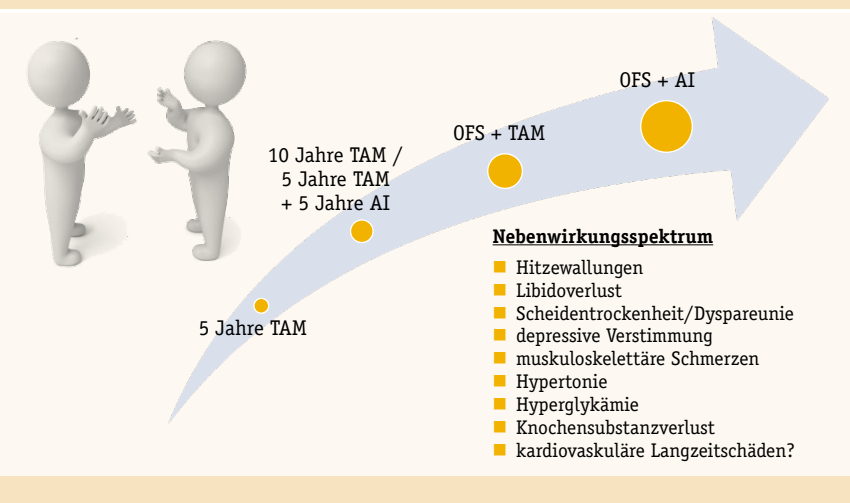 OFS + AI
OFS + TAM
10 Jahre TAM /
5 Jahre TAM
+ 5 Jahre AI
5 Jahre TAM
Nebenwirkungsspektrum
Hitzewallungen
Libidoverlust
Scheidentrockenheit/Dyspareunie
depressive Verstimmung
muskuloskelettäre Schmerzen
Hypertonie
Hyperglykämie
Knochensubstanzverlust
kardiovaskuläre Langzeitschäden?